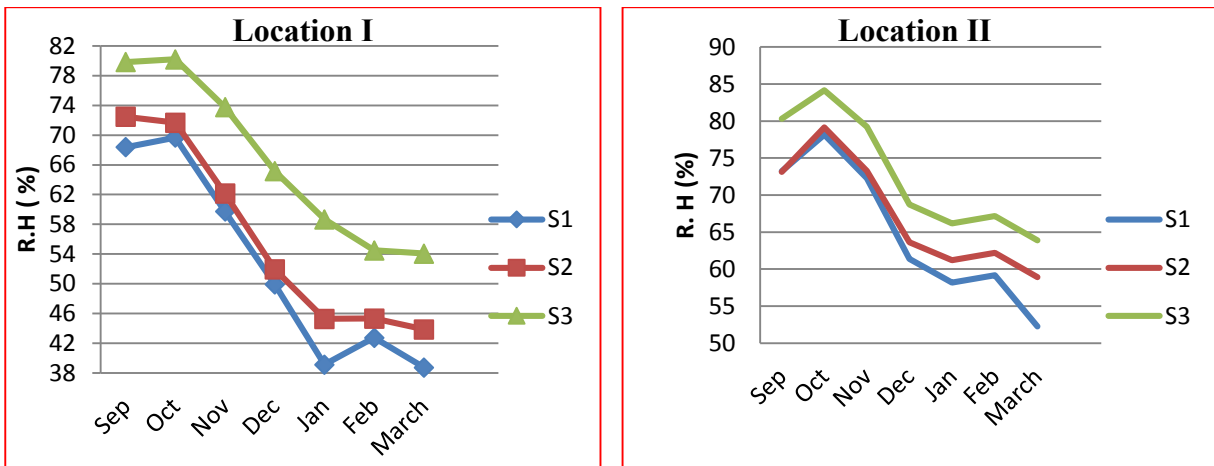 Location I
R.H ( %)
82
78
74
70
66
62
58
54
50
46
42
38
Sep
Oct
Nov
Dec
Jan
Feb
March
S1
S2
S3
Location II
R. H (%)
90
85
80
75
70
65
60
55
50
Sep
Oct
Nov
Dec
Jan
Feb
March
S1
S2
S3